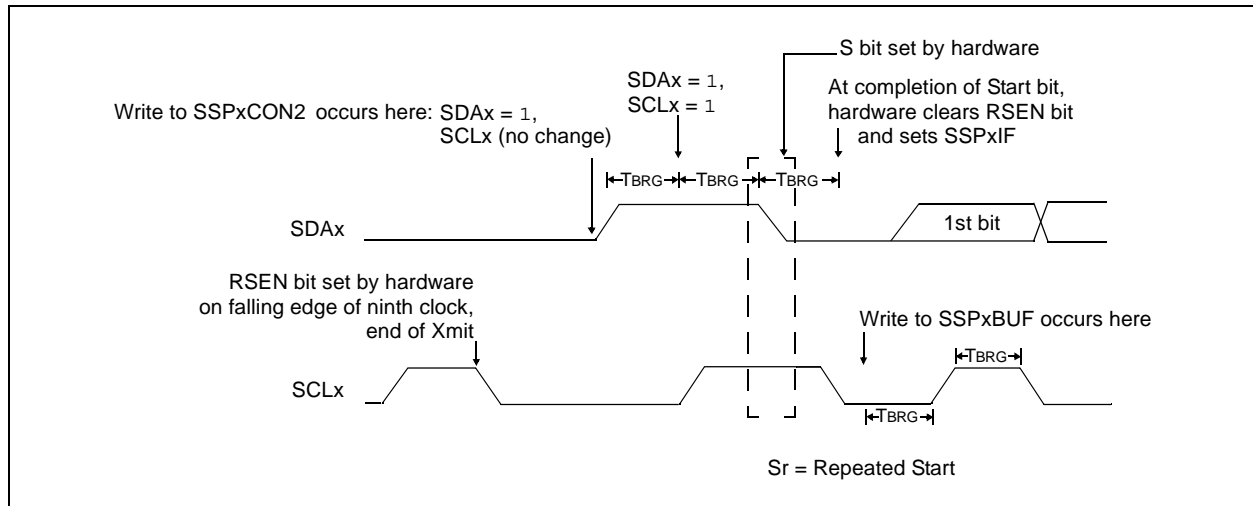 S bit set by hardware
SDAx = 1,
SCLx = 1
At completion of Start bit,
hardware clears RSEN bit
and sets SSPxIF
Write to SSPxCON2 occurs here: SDAx = 1,
SCLx (no change)
TBRG
TBRG
TBRG
SDAx
1st bit
RSEN bit set by hardware
on falling edge of ninth clock,
end of Xmit
Write to SSPxBUF occurs here
TBRG
SCLx
TBRG
Sr = Repeated Start